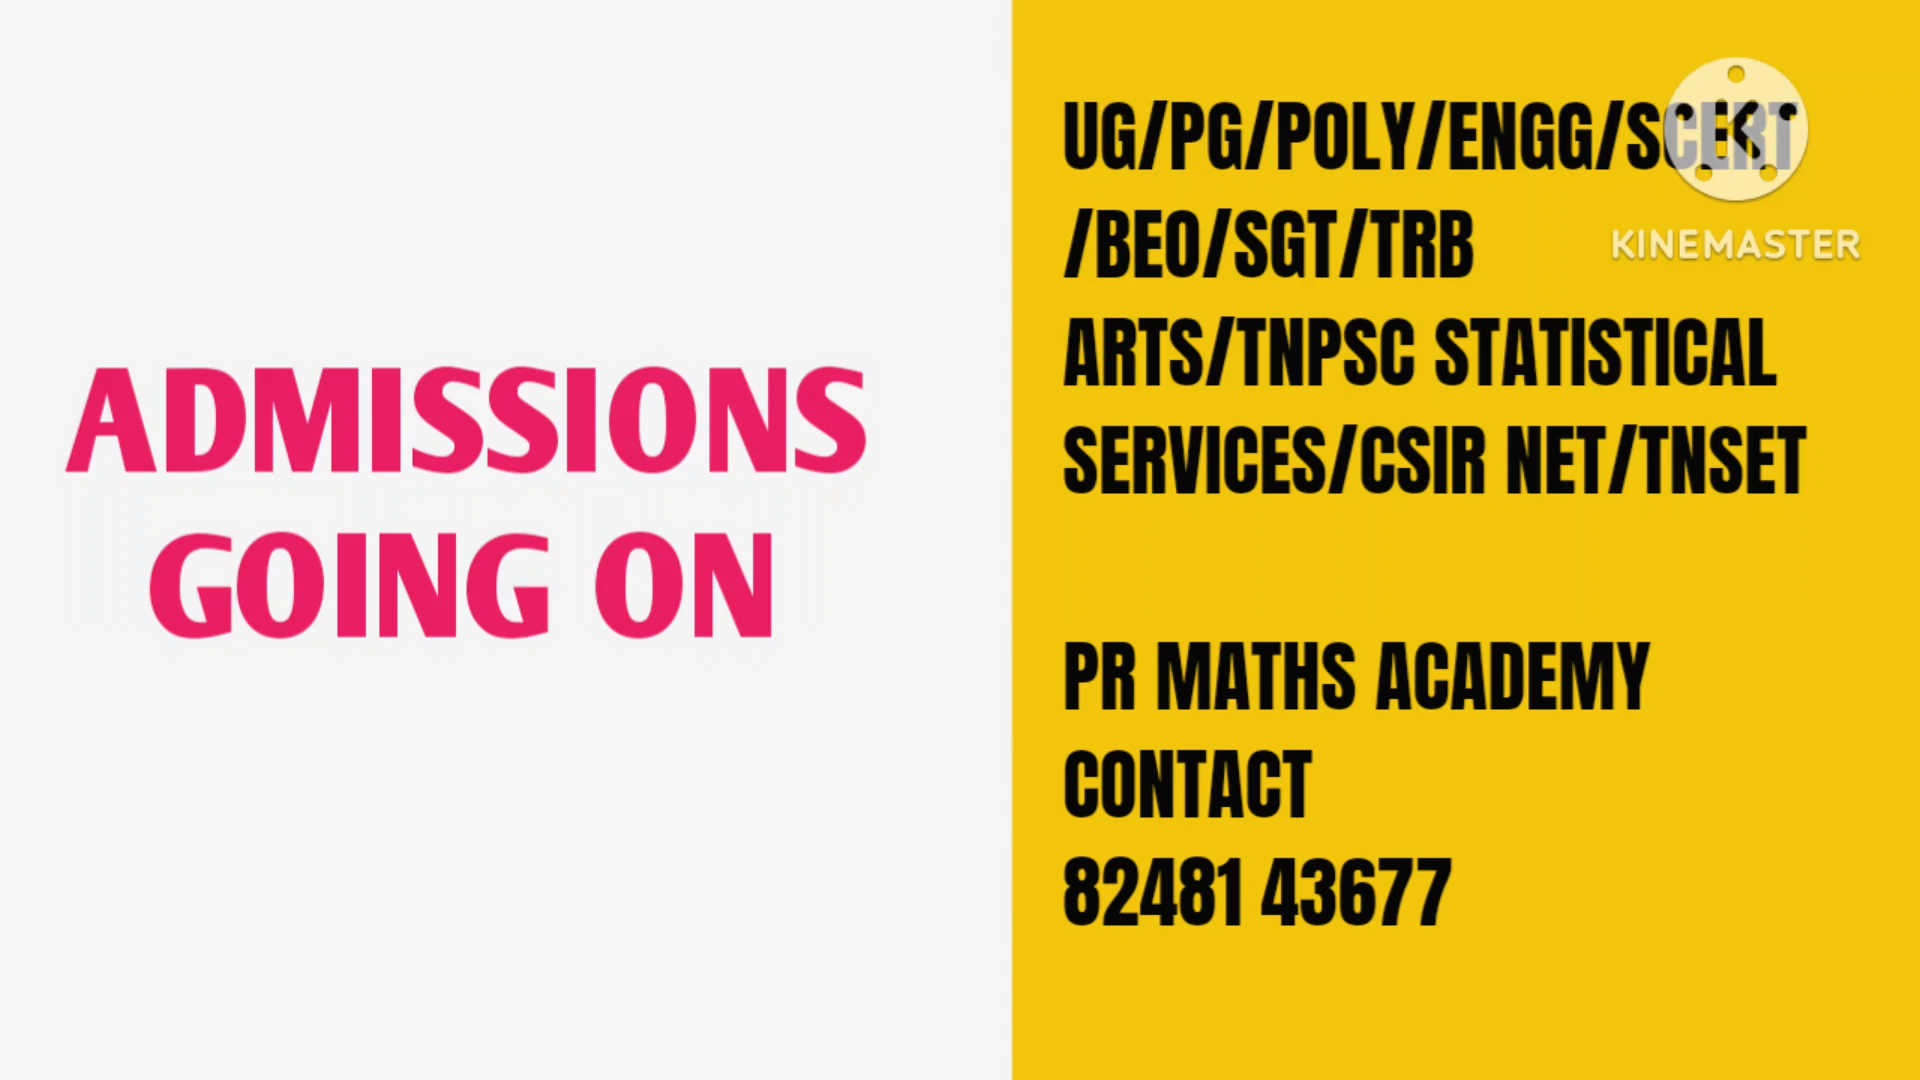 ADMISSIONS
GOING ON
UG/PG/POLY/ENGG/SCERT
/BEO/SGT/TRB
ARTS/TNPSC STATISTICAL
SERVICES/CSIR NET/TNSET
PR MATHS ACADEMY
CONTACT
82481 43677
K
KINEMASTER